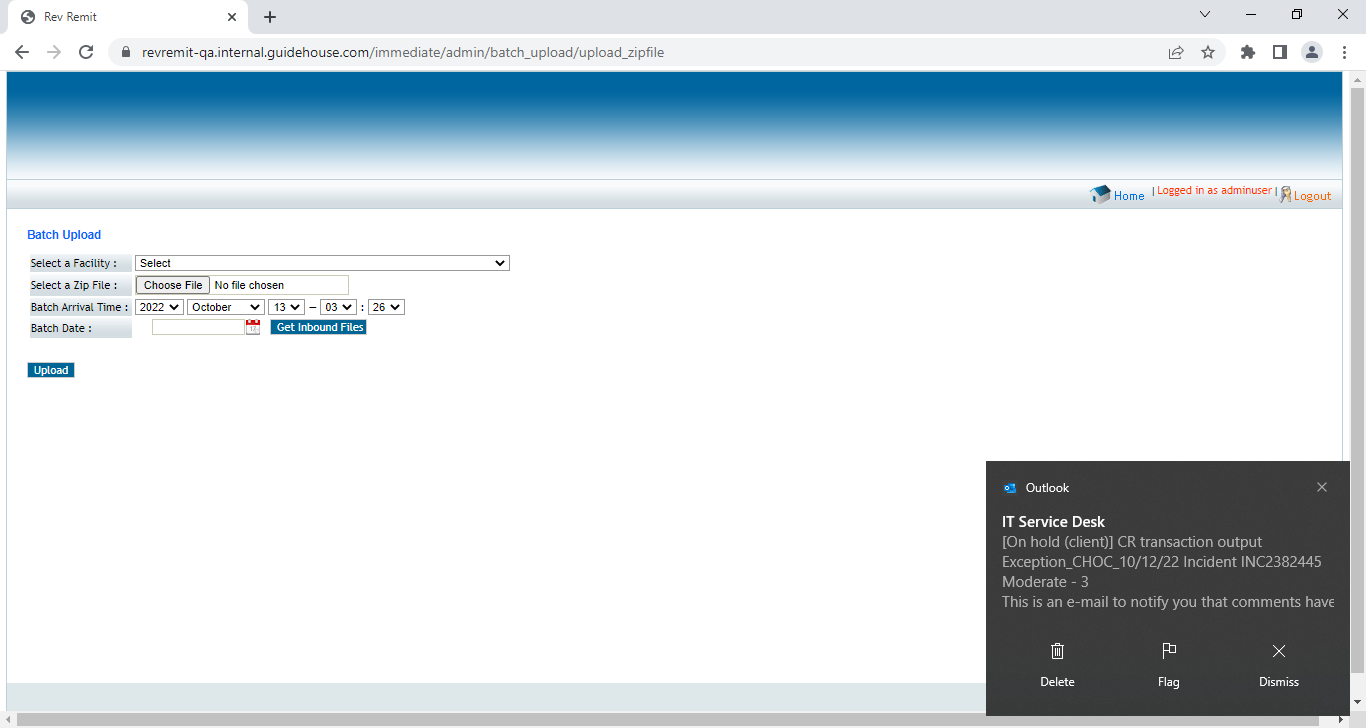 Rev Remit
revremit-qa.internal.guidehouse.com/immediate/admin/batch_upload/upload_zipfile
Home | Logged in as adminuser | Logout
Batch Upload
Select a Facility : Select
Select a Zip File : Choose File No file chosen
Batch Arrival Time : 2022 October 13 – 03 : 26
Batch Date : Get Inbound Files
Upload
Outlook
IT Service Desk
[On hold (client)] CR transaction output
Exception_CHOC_10/12/22 Incident INC2382445
Moderate - 3
This is an e-mail to notify you that comments have
Delete Flag Dismiss